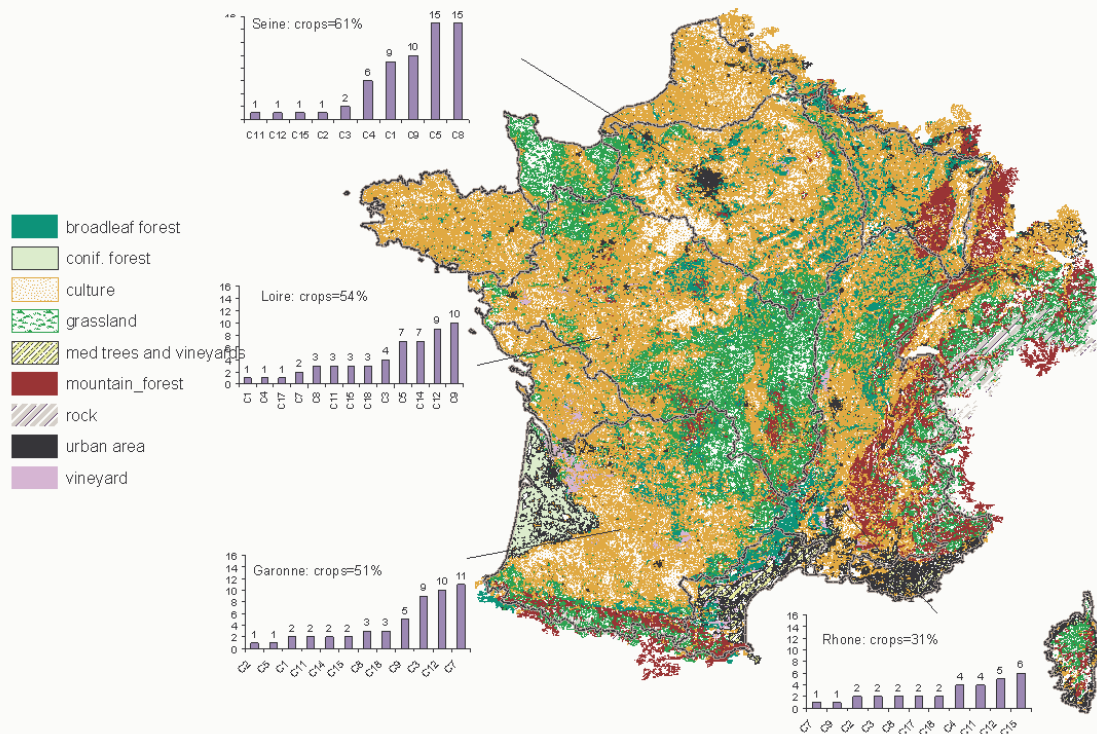 Seine: crops=61%
1 1 1 1 2 6 9 10 15 15
C11 C12 C15 C2 C3 C4 C1 C9 C5 C8
broadleaf forest
conif. forest
culture
grassland
med trees and vineyards
mountain_forest
rock
urban area
vineyard
Loire: crops=54%
16
14
12
10
8
6
4
2
0
1 1 1 2 3 3 3 3 4 7 7 9 10
C1 C4 C17 C7 C8 C11 C15 C18 C3 C5 C14 C12 C9
Garonne: crops=51%
16
14
12
10
8
6
4
2
0
1 1 2 2 2 2 3 3 5 9 10 11
C2 C5 C1 C11 C14 C15 C8 C18 C9 C3 C12 C7
Rhone: crops=31%
16
14
12
10
8
6
4
2
0
1 1 2 2 2 2 2 4 4 5 6
C7 C9 C2 C3 C8 C17 C18 C4 C11 C12 C15